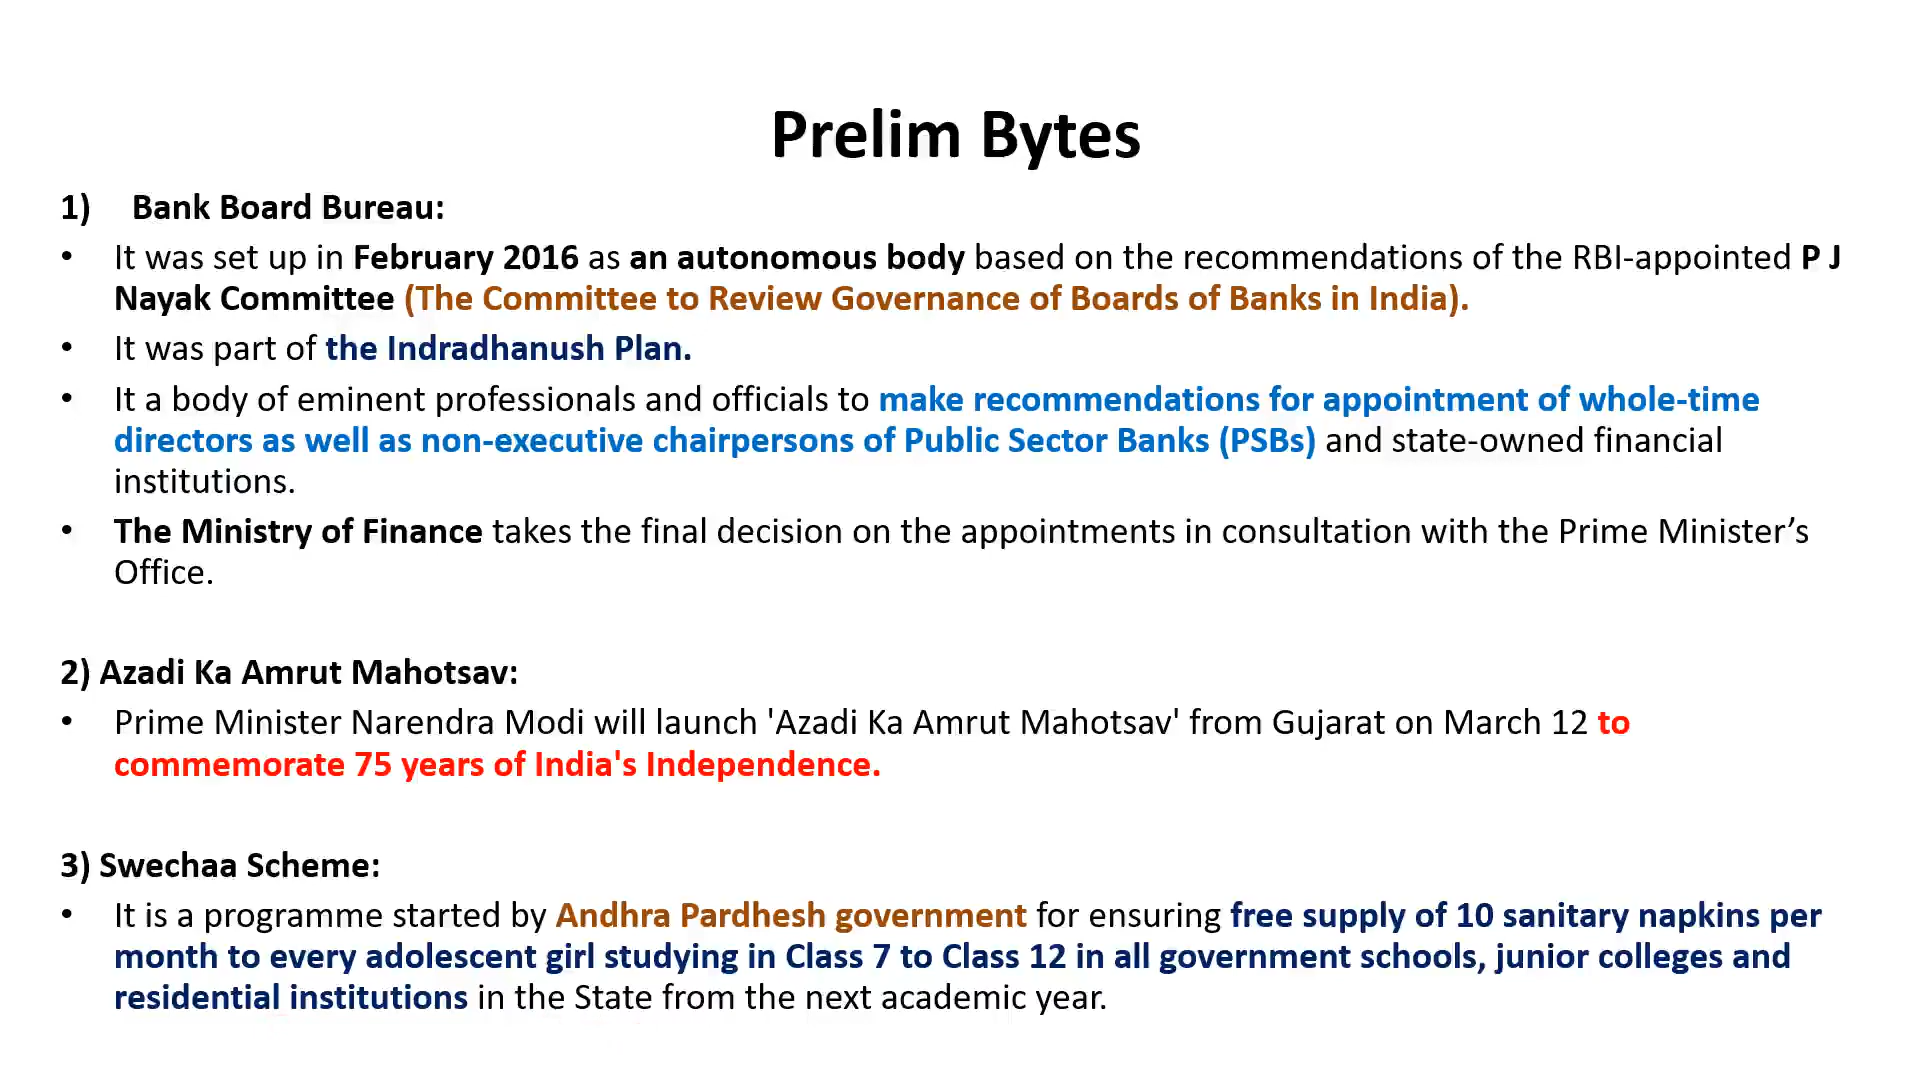 Prelim Bytes
1) Bank Board Bureau:
• It was set up in February 2016 as an autonomous body based on the recommendations of the RBI-appointed P J
Nayak Committee (The Committee to Review Governance of Boards of Banks in India).
• It was part of the Indradhanush Plan.
• It a body of eminent professionals and officials to make recommendations for appointment of whole-time
directors as well as non-executive chairpersons of Public Sector Banks (PSBs) and state-owned financial
institutions.
• The Ministry of Finance takes the final decision on the appointments in consultation with the Prime Minister’s
Office.
2) Azadi Ka Amrut Mahotsav:
• Prime Minister Narendra Modi will launch 'Azadi Ka Amrut Mahotsav' from Gujarat on March 12 to
commemorate 75 years of India's Independence.
3) Swechaa Scheme:
• It is a programme started by Andhra Pardhesh government for ensuring free supply of 10 sanitary napkins per
month to every adolescent girl studying in Class 7 to Class 12 in all government schools, junior colleges and
residential institutions in the State from the next academic year.